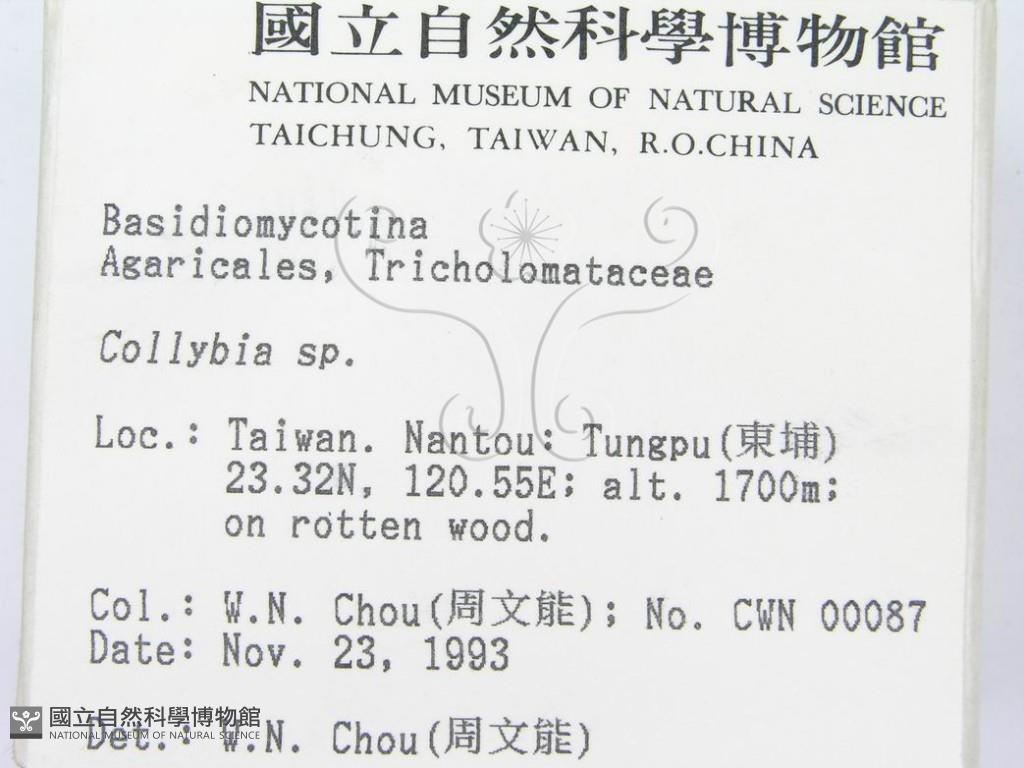 國立自然科學博物館
NATIONAL MUSEUM OF NATURAL SCIENCE
TAICHUNG, TAIWAN, R.O.CHINA
Basidiomycotina
Agaricales, Tricholomataceae
Collybia sp.
Loc.: Taiwan. Nantou: Tungpu(東埔)
23.32N, 120.55E; alt. 1700m;
on rotten wood.
Col.: W.N. Chou(周文能); No. CWN 00087
Date: Nov. 23, 1993
Det.: W.N. Chou(周文能)
國立自然科學博物館
NATIONAL MUSEUM OF NATURAL SCIENCE